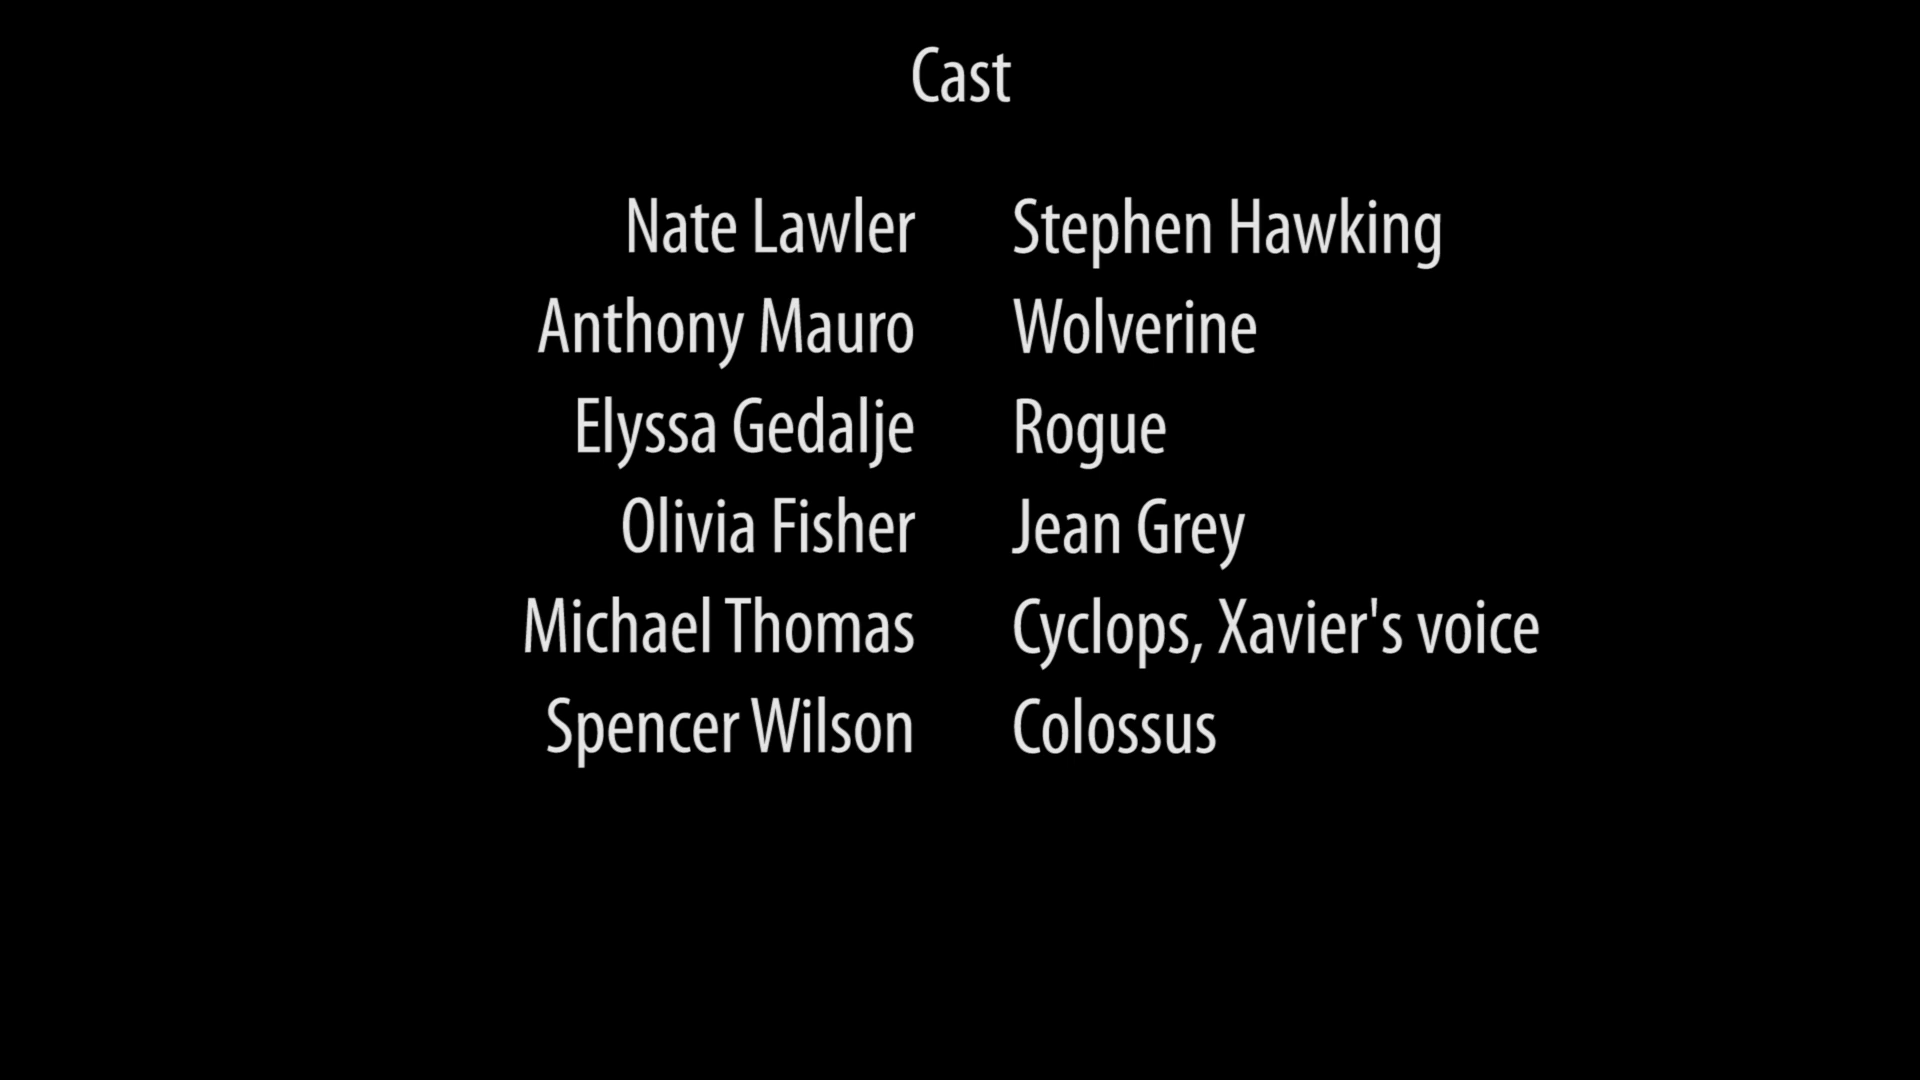 Cast
Nate Lawler Stephen Hawking
Anthony Mauro Wolverine
Elyssa Gedalje Rogue
Olivia Fisher Jean Grey
Michael Thomas Cyclops, Xavier's voice
Spencer Wilson Colossus